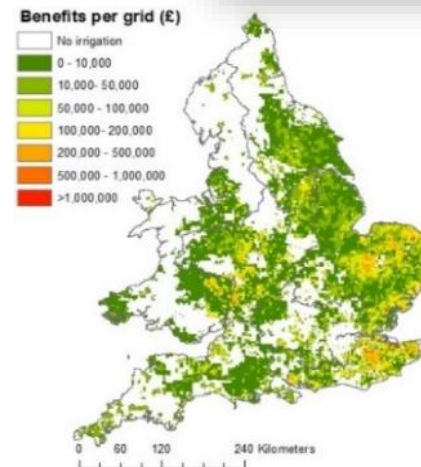 Benefits per grid (£)
No irrigation
0 - 10,000
10,000- 50,000
50,000 - 100,000
100,000- 200,000
200,000 - 500,000
500,000 - 1,000,000
>1,000,000
0 60 120 240 Kilometers